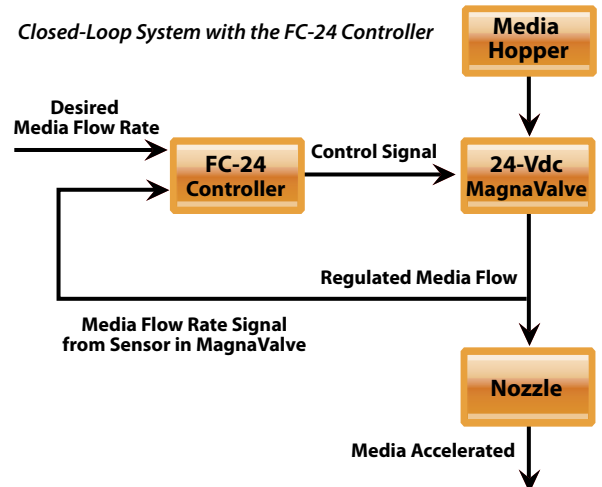 Closed-Loop System with the FC-24 Controller
Media
Hopper
Desired
Media Flow Rate
FC-24
Controller
Control Signal
24-Vdc
MagnaValve
Regulated Media Flow
Media Flow Rate Signal
from Sensor in MagnaValve
Nozzle
Media Accelerated